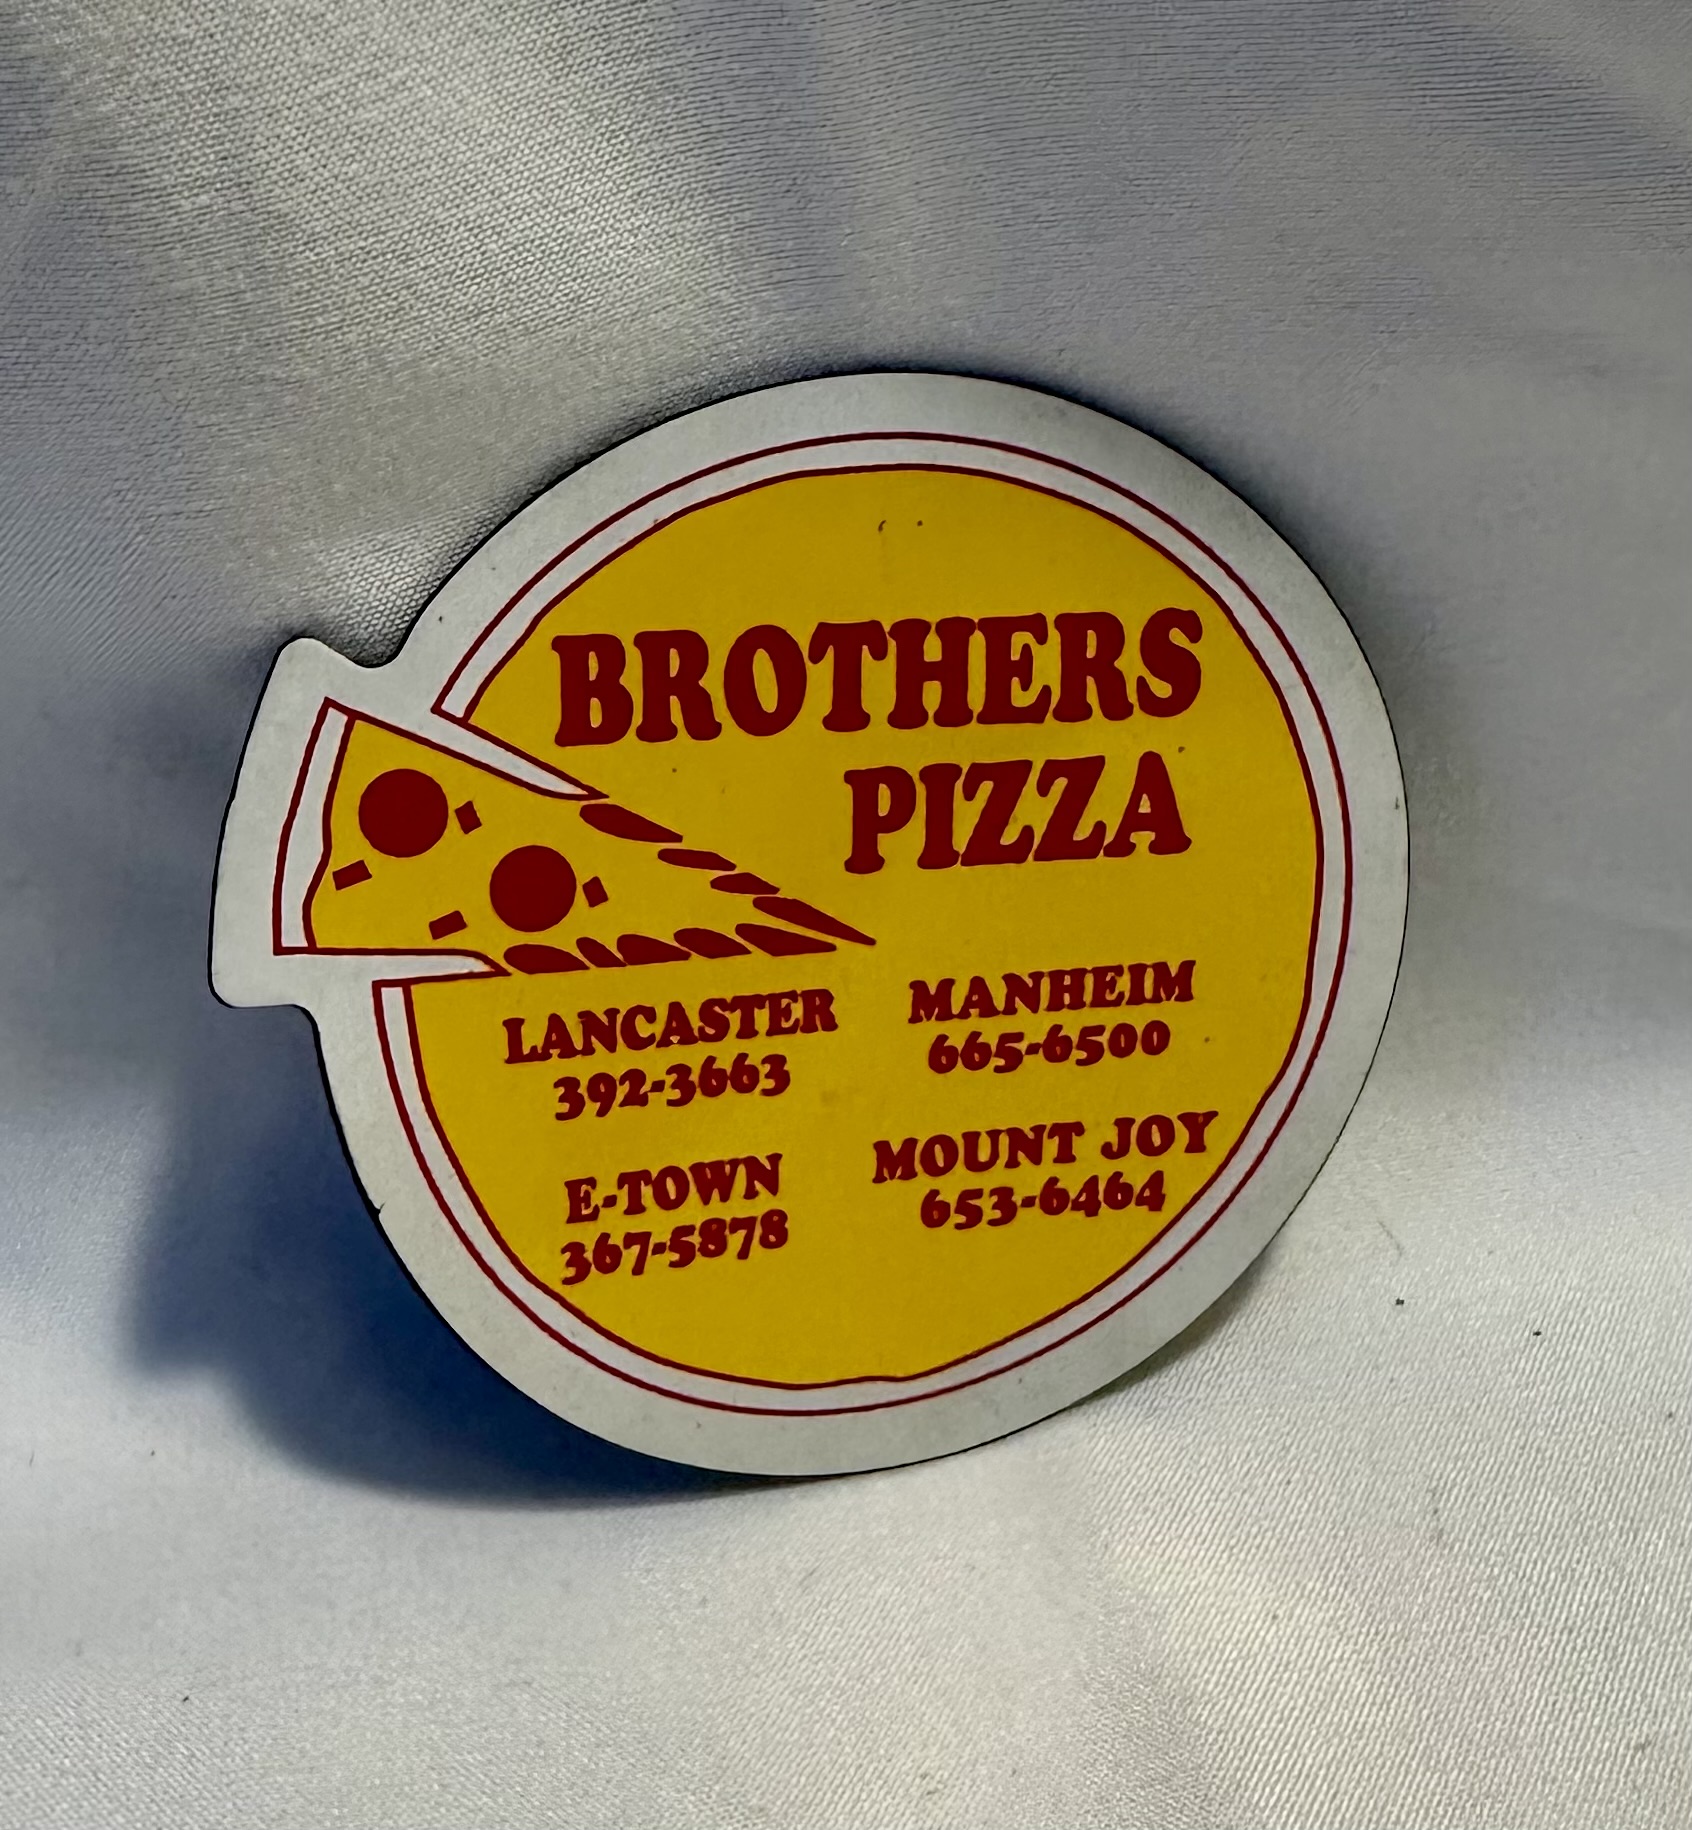 BROTHERS
PIZZA
LANCASTER
392-3663
MANHEIM
665-6500
E-TOWN
367-5878
MOUNT JOY
653-6464